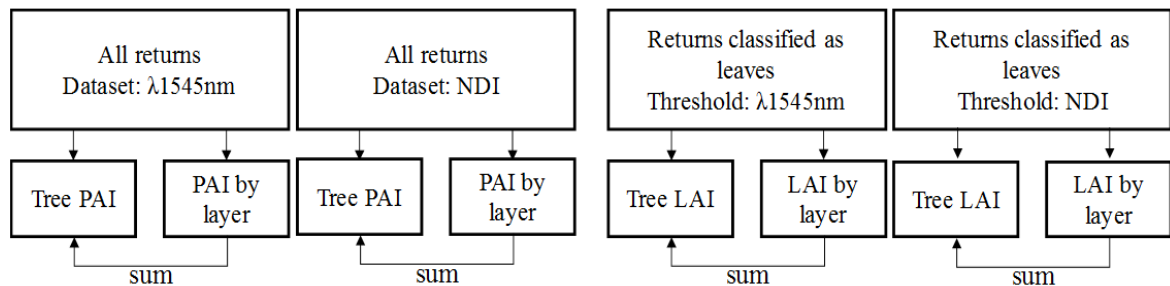 All returns
Dataset: λ1545nm
All returns
Dataset: NDI
Returns classified as
leaves
Threshold: λ1545nm
Returns classified as
leaves
Threshold: NDI
Tree PAI
PAI by
layer
Tree PAI
PAI by
layer
Tree LAI
LAI by
layer
Tree LAI
LAI by
layer
sum
sum
sum
sum